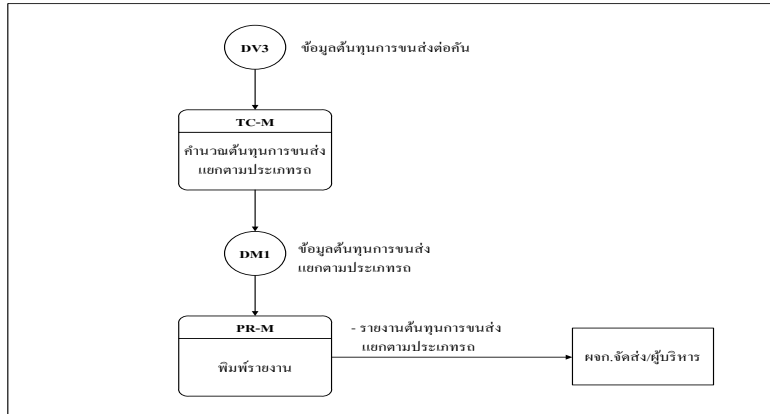 DV3
ข้อมูลต้นทุนการขนส่งต่อคัน
TC-M
คำนวณต้นทุนการขนส่ง
แยกตามประเภทรถ
DM1
ข้อมูลต้นทุนการขนส่ง
แยกตามประเภทรถ
PR-M
พิมพ์รายงาน
- รายงานต้นทุนการขนส่ง
แยกตามประเภทรถ
ผจก.จัดส่ง/ผู้บริหาร